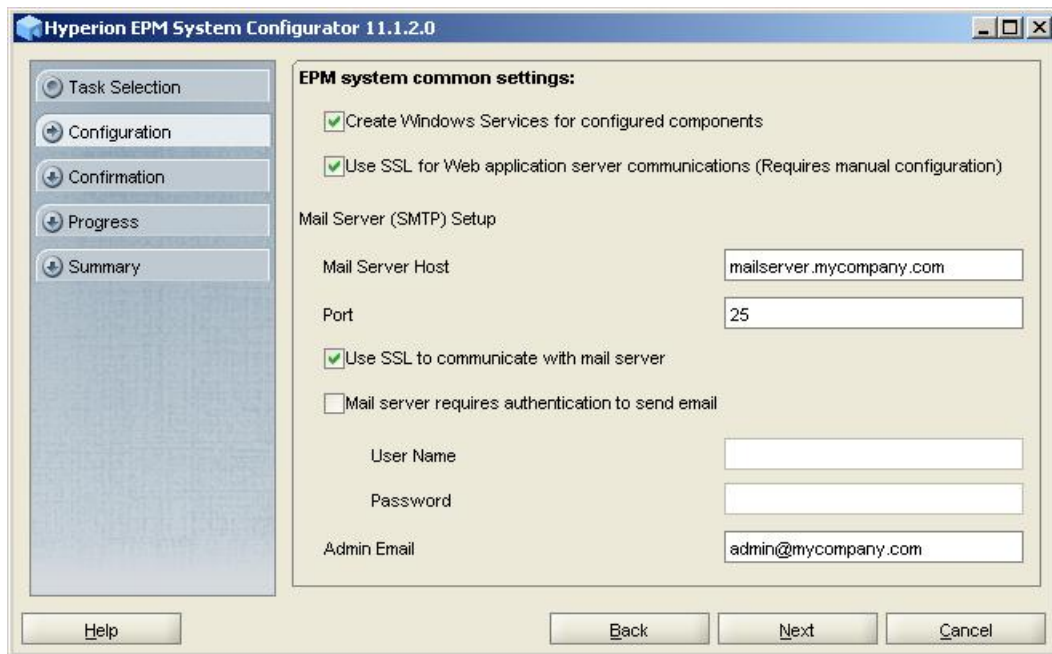 Hyperion EPM System Configurator 11.1.2.0
Task Selection
Configuration
Confirmation
Progress
Summary
EPM system common settings:
Create Windows Services for configured components
Use SSL for Web application server communications (Requires manual configuration)
Mail Server (SMTP) Setup
Mail Server Host
mailserver.mycompany.com
Port
25
Use SSL to communicate with mail server
Mail server requires authentication to send email
User Name
Password
Admin Email
admin@mycompany.com
Help
Back
Next
Cancel